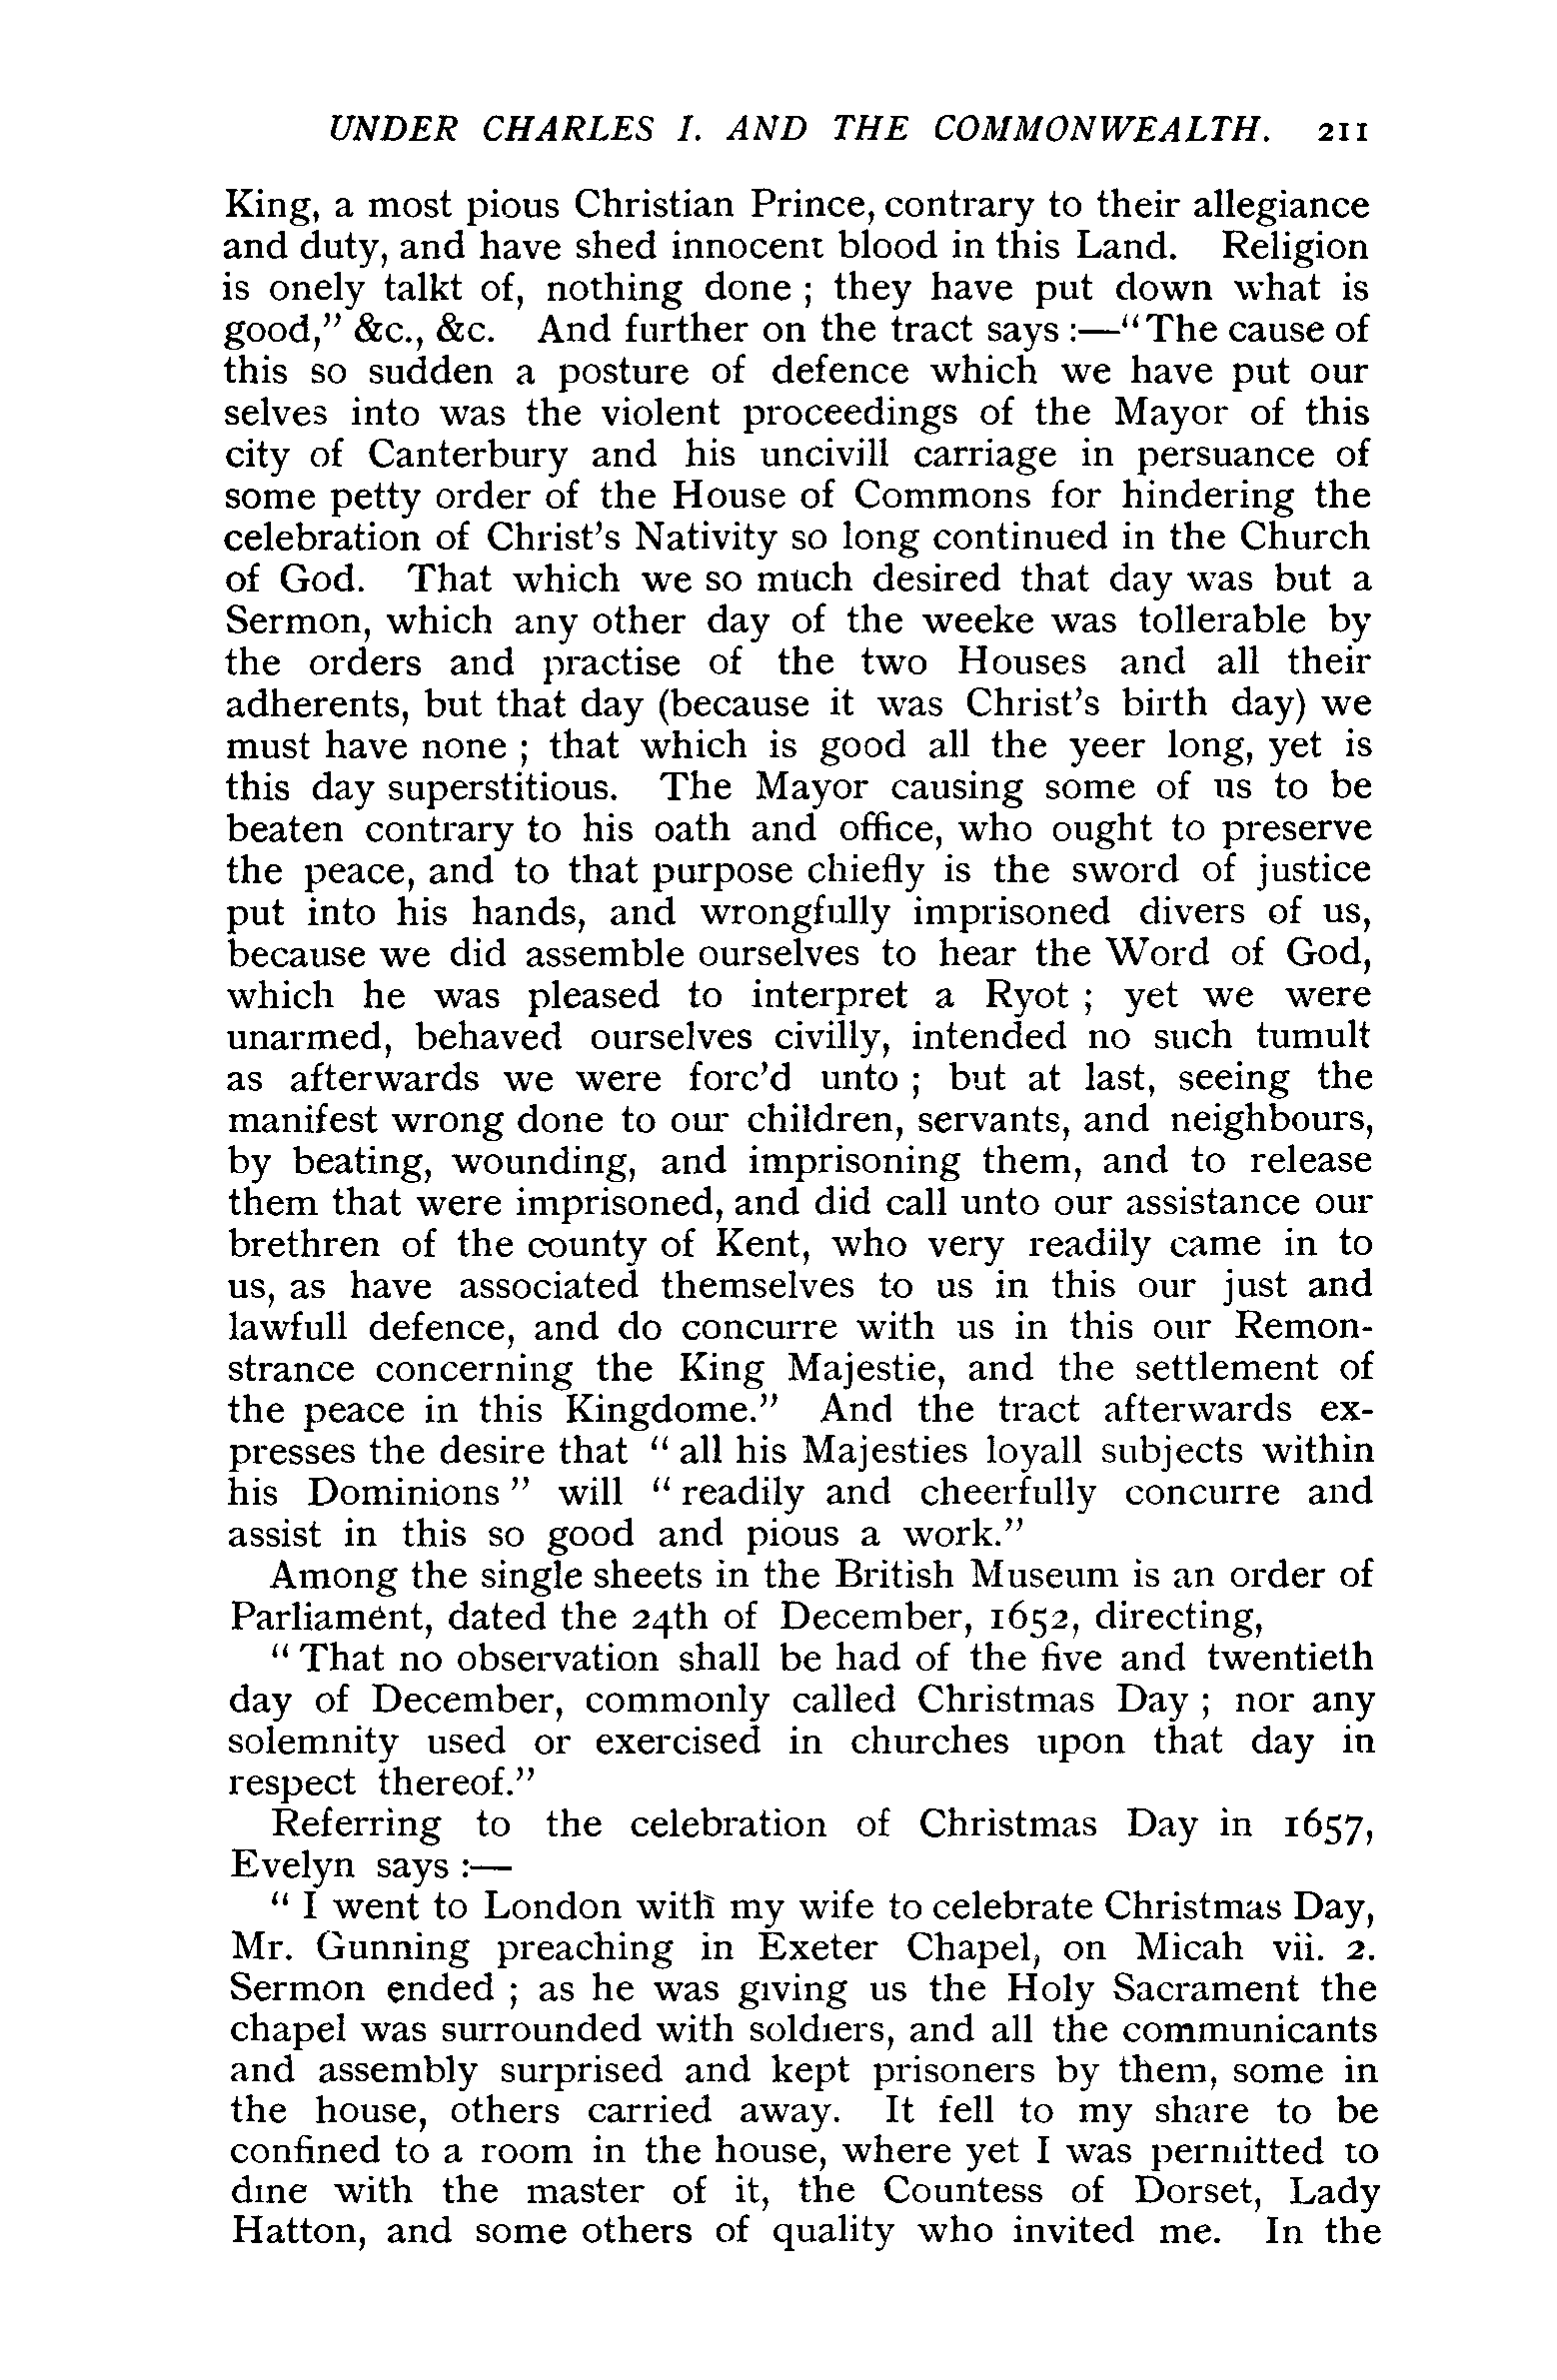 UNDER CHARLES I. AND THE COMMONWEALTH. 211
King, a most pious Christian Prince, contrary to their allegiance
and duty, and have shed innocent blood in this Land. Religion
is onely talkt of, nothing done ; they have put down what is
good,” &c., &c. And further on the tract says :—“The cause of
this so sudden a posture of defence which we have put our
selves into was the violent proceedings of the Mayor of this
city of Canterbury and his uncivill carriage in persuance of
some petty order of the House of Commons for hindering the
celebration of Christ’s Nativity so long continued in the Church
of God. That which we so much desired that day was but a
Sermon, which any other day of the weeke was tollerable by
the orders and practise of the two Houses and all their
adherents, but that day (because it was Christ’s birth day) we
must have none ; that which is good all the yeer long, yet is
this day superstitious. The Mayor causing some of us to be
beaten contrary to his oath and office, who ought to preserve
the peace, and to that purpose chiefly is the sword of justice
put into his hands, and wrongfully imprisoned divers of us,
because we did assemble ourselves to hear the Word of God,
which he was pleased to interpret a Ryot ; yet we were
unarmed, behaved ourselves civilly, intended no such tumult
as afterwards we were forc’d unto ; but at last, seeing the
manifest wrong done to our children, servants, and neighbours,
by beating, wounding, and imprisoning them, and to release
them that were imprisoned, and did call unto our assistance our
brethren of the county of Kent, who very readily came in to
us, as have associated themselves to us in this our just and
lawfull defence, and do concurre with us in this our Remon-
strance concerning the King Majestie, and the settlement of
the peace in this Kingdome.” And the tract afterwards ex-
presses the desire that “ all his Majesties loyall subjects within
his Dominions ” will “ readily and cheerfully concurre and
assist in this so good and pious a work.”
Among the single sheets in the British Museum is an order of
Parliament, dated the 24th of December, 1652, directing,
“ That no observation shall be had of the five and twentieth
day of December, commonly called Christmas Day ; nor any
solemnity used or exercised in churches upon that day in
respect thereof.”
Referring to the celebration of Christmas Day in 1657,
Evelyn says :—
“ I went to London with my wife to celebrate Christmas Day,
Mr. Gunning preaching in Exeter Chapel, on Micah vii. 2.
Sermon ended ; as he was giving us the Holy Sacrament the
chapel was surrounded with soldiers, and all the communicants
and assembly surprised and kept prisoners by them, some in
the house, others carried away. It fell to my share to be
confined to a room in the house, where yet I was permitted to
dine with the master of it, the Countess of Dorset, Lady
Hatton, and some others of quality who invited me. In the